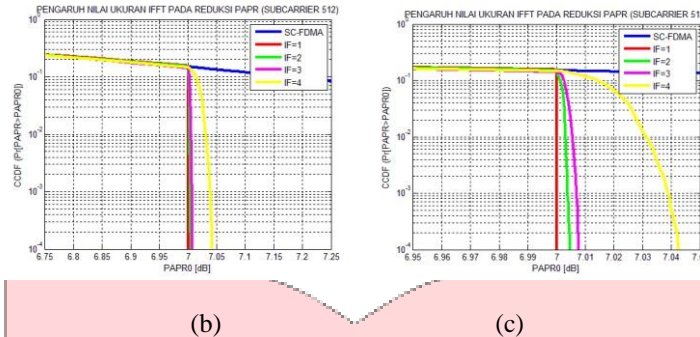 PENGARUH NILAI UKURAN IFFT PADA REDUKSI PAPR (SUBCARRIER 512)
10^0
10^-1
10^-2
10^-3
10^-4
CCDF (Pr[PAPR>PAPR0])
SC-FDMA
IF=1
IF=2
IF=3
IF=4
6.75 6.8 6.85 6.9 6.95 7 7.05 7.1 7.15 7.2 7.25
PAPR0 [dB]
(b)
PENGARUH NILAI UKURAN IFFT PADA REDUKSI PAPR (SUBCARRIER 51
10^0
10^-1
10^-2
10^-3
10^-4
CCDF (Pr[PAPR>PAPR0])
SC-FDMA
IF=1
IF=2
IF=3
IF=4
6.95 6.96 6.97 6.98 6.99 7 7.01 7.02 7.03 7.04 7.0
PAPR0 [dB]
(c)